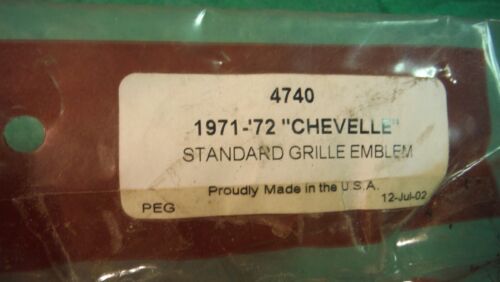 4740
1971-'72 "CHEVELLE"
STANDARD GRILLE EMBLEM
Proudly Made in the U.S.A.
PEG 12-Jul-02